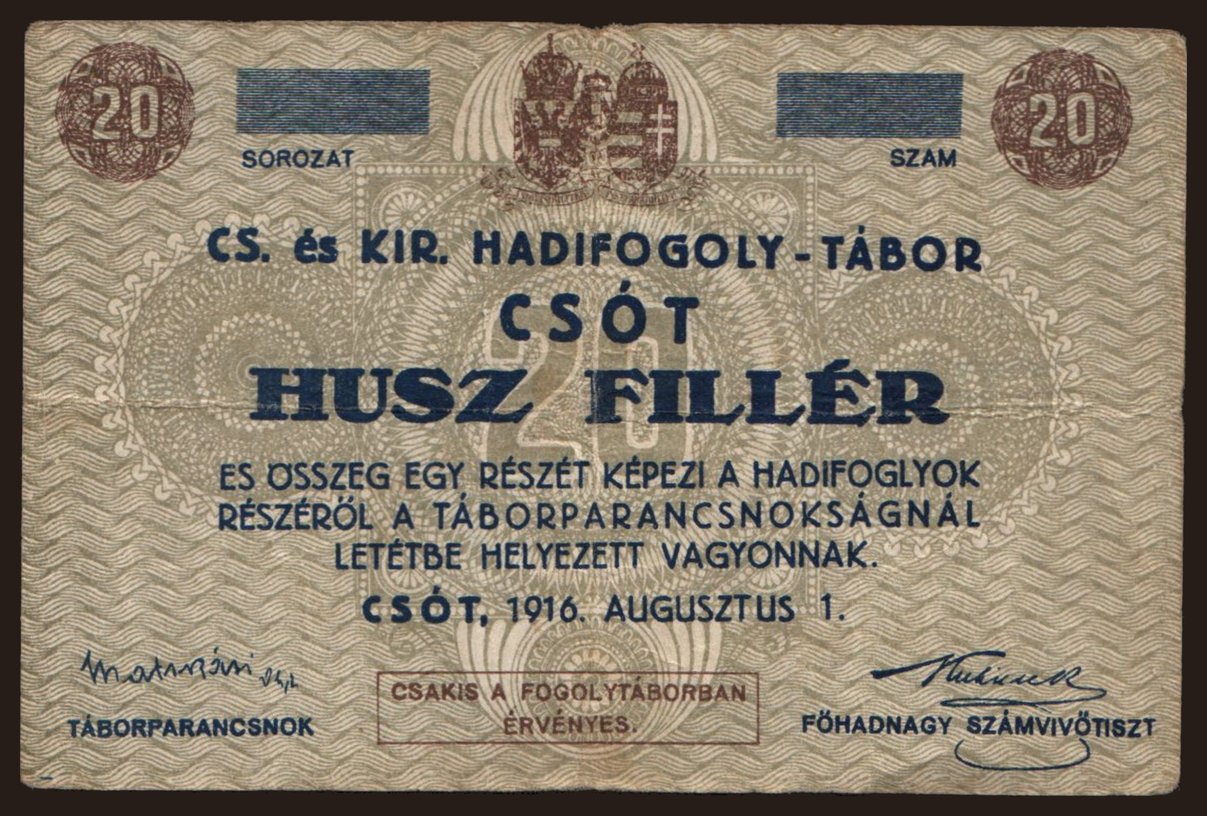 20
20
SOROZAT
SZAM
CS. és KIR. HADIFOGOLY-TÁBOR
CSÓT
20
HUSZ FILLÉR
ES ÖSSZEG EGY RÉSZÉT KÉPEZI A HADIFOGLYOK
RÉSZÉRŐL A TÁBORPARANCSNOKSÁGNÁL
LETÉTBE HELYEZETT VAGYONNAK.
CSÓT, 1916. AUGUSZTUS 1.
TÁBORPARANCSNOK
CSAKIS A FOGOLYTÁBORBAN
ÉRVÉNYES.
FŐHADNAGY SZÁMVIVŐTISZT